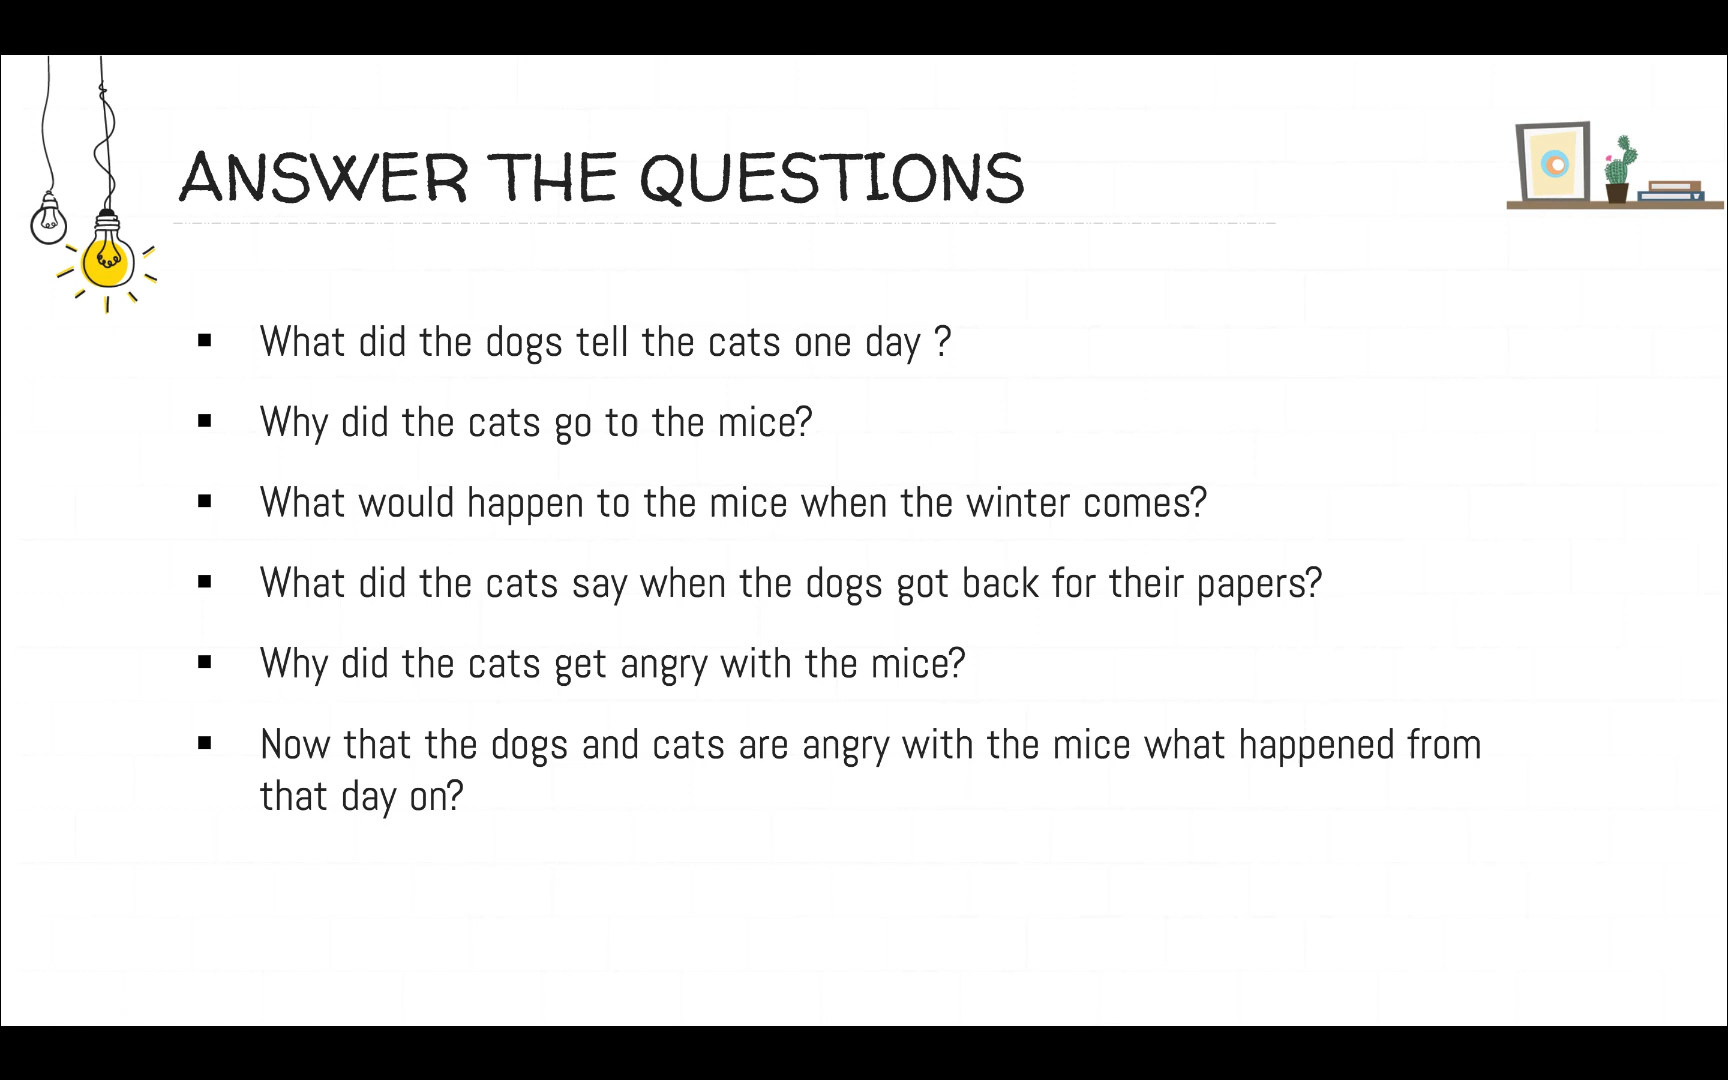 ANSWER THE QUESTIONS
▪ What did the dogs tell the cats one day ?
▪ Why did the cats go to the mice?
▪ What would happen to the mice when the winter comes?
▪ What did the cats say when the dogs got back for their papers?
▪ Why did the cats get angry with the mice?
▪ Now that the dogs and cats are angry with the mice what happened from
that day on?